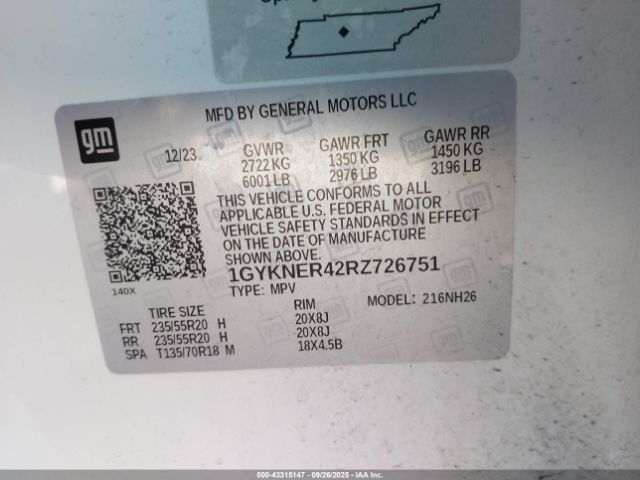 MFD BY GENERAL MOTORS LLC
gm
12/23
GVWR GAWR FRT GAWR RR
2722 KG 1350 KG 1450 KG
6001 LB 2976 LB 3196 LB
THIS VEHICLE CONFORMS TO ALL
APPLICABLE U.S. FEDERAL MOTOR
VEHICLE SAFETY STANDARDS IN EFFECT
ON THE DATE OF MANUFACTURE
SHOWN ABOVE.
1GYKNER42RZ726751
140X
TYPE: MPV
MODEL: 216NH26
TIRE SIZE RIM
FRT 235/55R20 H 20X8J
RR 235/55R20 H 20X8J
SPA T135/70R18 M 18X4.5B
000-43315147 - 09/26/2025 - IAA Inc.